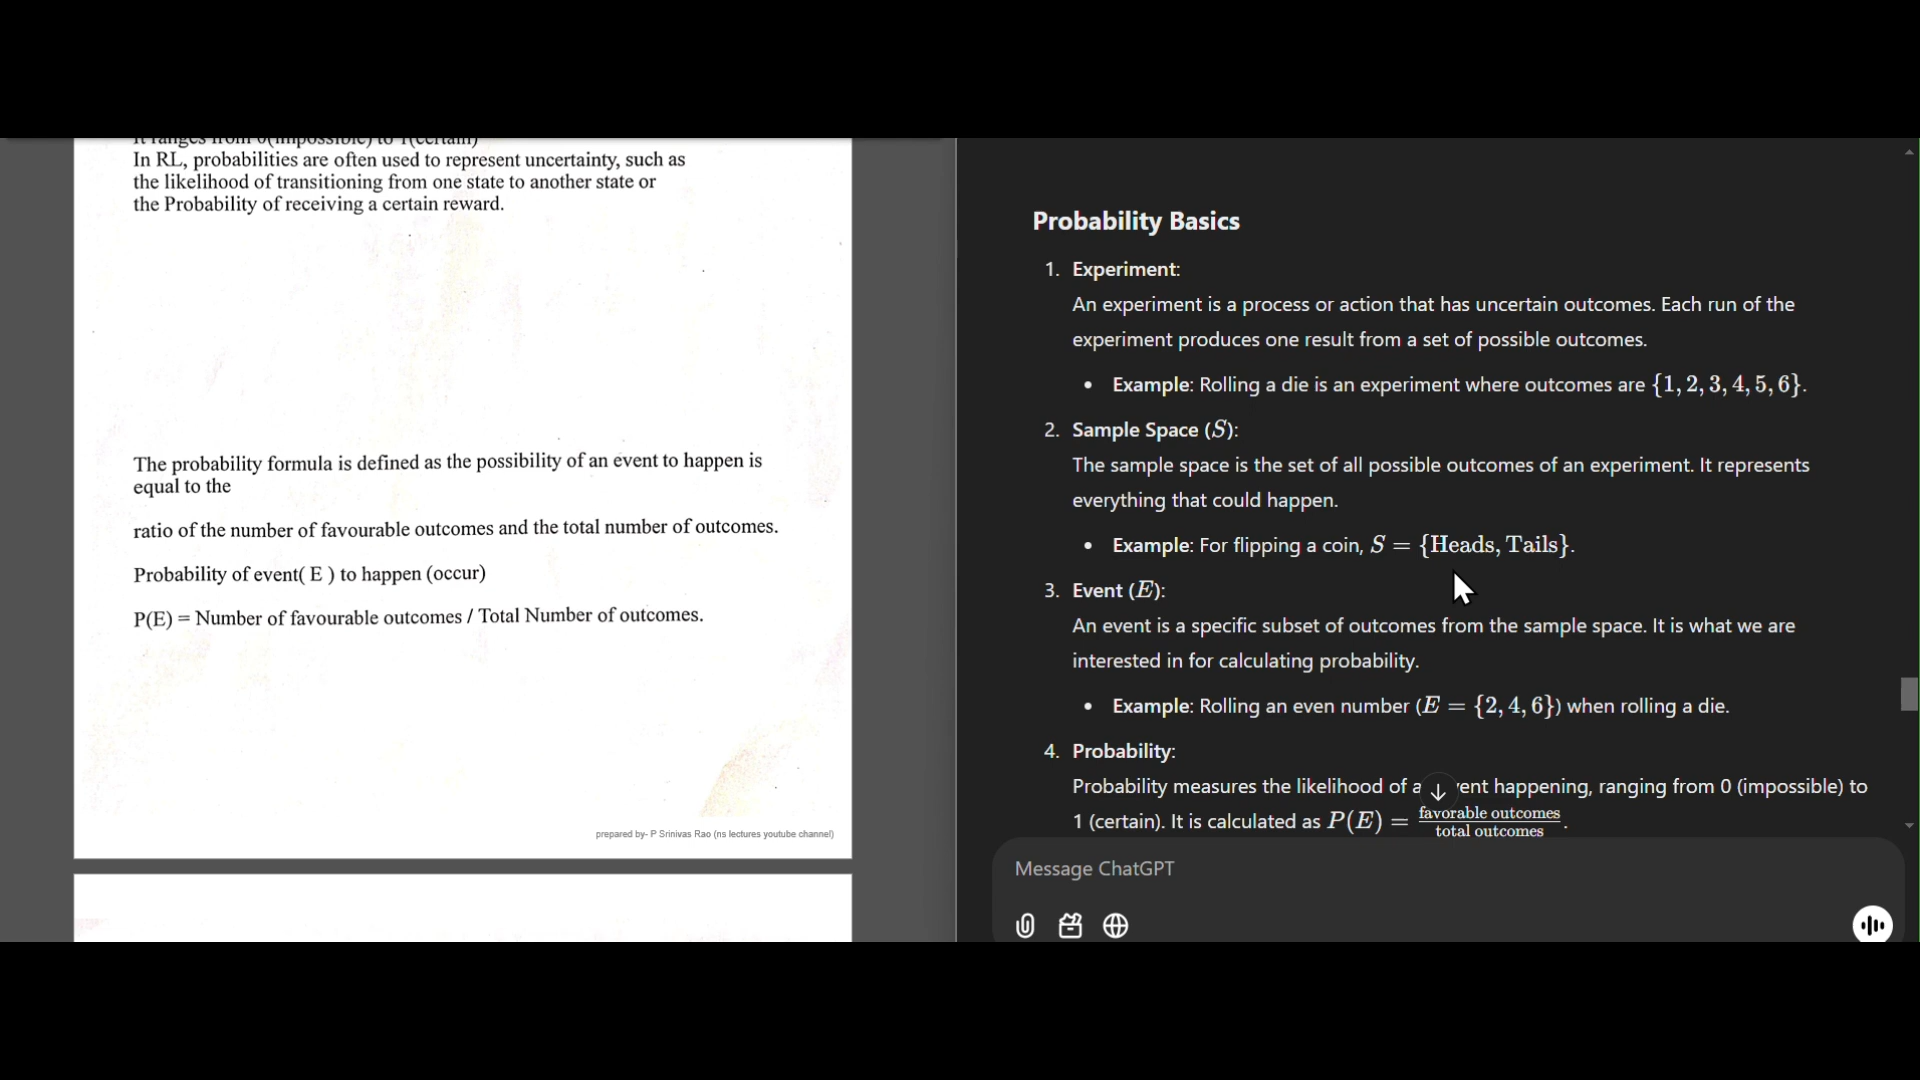 It ranges from 0(impossible) to 1(certain)
In RL, probabilities are often used to represent uncertainty, such as
the likelihood of transitioning from one state to another state or
the Probability of receiving a certain reward.
The probability formula is defined as the possibility of an event to happen is
equal to the
ratio of the number of favourable outcomes and the total number of outcomes.
Probability of event( E ) to happen (occur)
P(E) = Number of favourable outcomes / Total Number of outcomes.
prepared by- P Srinivas Rao (ns lectures youtube channel)
Probability Basics
1. Experiment:
An experiment is a process or action that has uncertain outcomes. Each run of the
experiment produces one result from a set of possible outcomes.
• Example: Rolling a die is an experiment where outcomes are {1, 2, 3, 4, 5, 6}.
2. Sample Space (S):
The sample space is the set of all possible outcomes of an experiment. It represents
everything that could happen.
• Example: For flipping a coin, S = {Heads, Tails}.
3. Event (E):
An event is a specific subset of outcomes from the sample space. It is what we are
interested in for calculating probability.
• Example: Rolling an even number (E = {2, 4, 6}) when rolling a die.
4. Probability:
Probability measures the likelihood of happening, ranging from 0 (impossible) to
1 (certain). It is calculated as P(E) = favorable outcomes / total outcomes.
Message ChatGPT